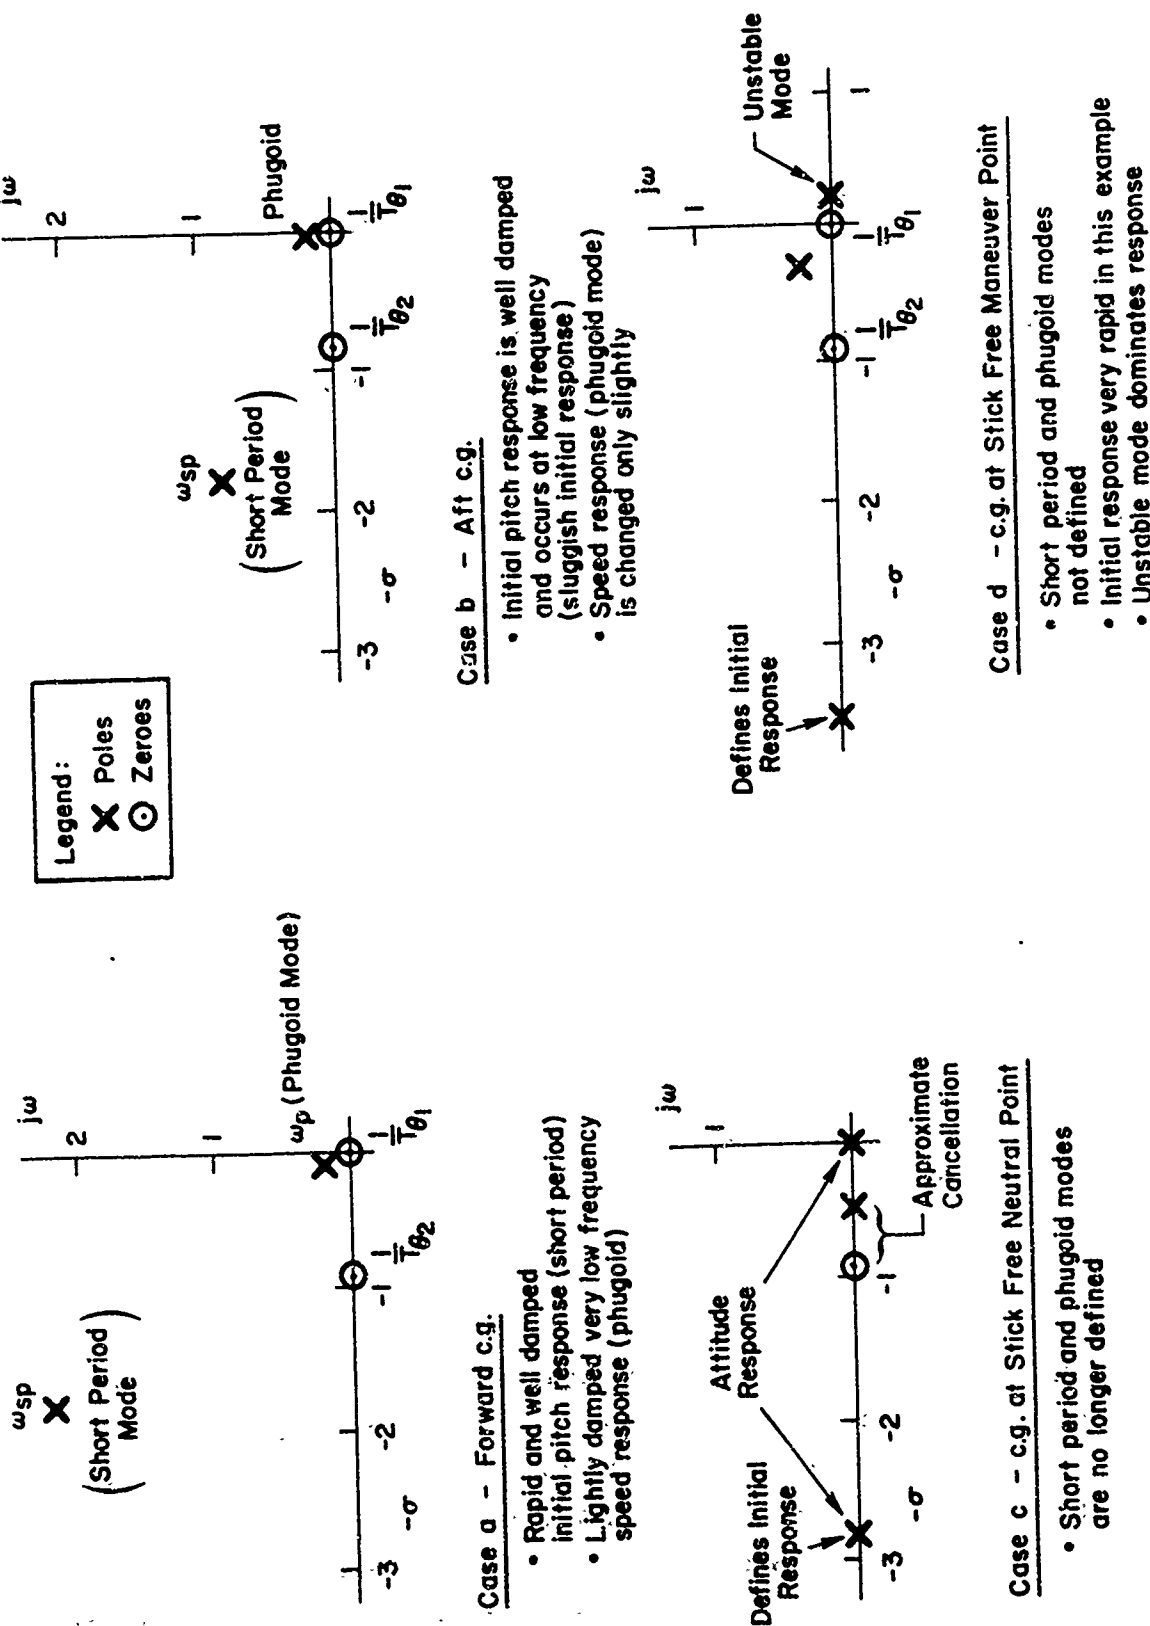 Legend:
Poles
Zeroes
jω
2
1
ωsp
(Short Period
Mode)
ωp (Phugoid Mode)
-1/Tθ1
-1/Tθ2
-1
-2
-3
-σ
Case a - Forward c.g.
• Rapid and well damped
initial pitch response (short period)
• Lightly damped very low frequency
speed response (phugoid)
jω
2
1
ωsp
(Short Period
Mode)
Phugoid
-1/Tθ1
-1/Tθ2
-1
-2
-3
-σ
Case b - Aft c.g.
• Initial pitch response is well damped
and occurs at low frequency
(sluggish initial response)
• Speed response (phugoid mode)
is changed only slightly
jω
1
Attitude
Response
Defines Initial
Response
Approximate
Cancellation
-1
-2
-3
-σ
Case c - c.g. at Stick Free Neutral Point
• Short period and phugoid modes
are no longer defined
jω
1
Unstable
Mode
Defines Initial
Response
1
-1/Tθ1
-1/Tθ2
-1
-2
-3
-σ
Case d - c.g. at Stick Free Maneuver Point
• Short period and phugoid modes
not defined
• Initial response very rapid in this example
• Unstable mode dominates response